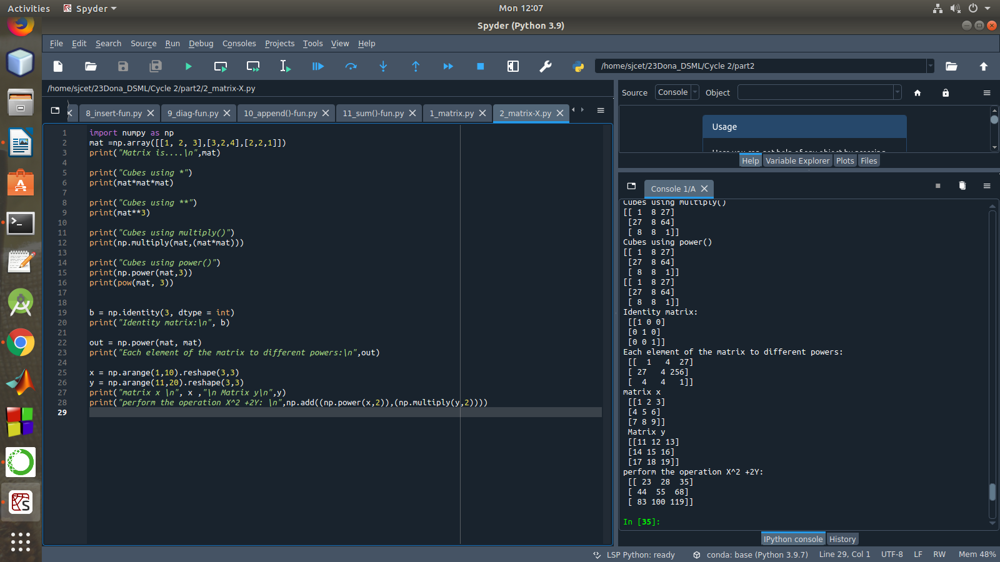 Activities Spyder Mon 12:07
Spyder (Python 3.9)
File Edit Search Source Run Debug Consoles Projects Tools View Help
/home/sjcet/23Dona_DSML/Cycle 2/part2
/home/sjcet/23Dona_DSML/Cycle 2/part2/2_matrix-X.py
8_insert-fun.py 9_diag-fun.py 10_append()-fun.py 11_sum()-fun.py 1_matrix.py 2_matrix-X.py
1 import numpy as np
2 mat =np.array([[1, 2, 3],[3,2,4],[2,2,1]])
3 print("Matrix is....\n",mat)
4
5 print("Cubes using *")
6 print(mat*mat*mat)
7
8 print("Cubes using **")
9 print(mat**3)
10
11 print("Cubes using multiply()")
12 print(np.multiply(mat,(mat*mat)))
13
14 print("Cubes using power()")
15 print(np.power(mat,3))
16 print(pow(mat, 3))
17
18
19 b = np.identity(3, dtype = int)
20 print("Identity matrix:\n", b)
21
22 out = np.power(mat, mat)
23 print("Each element of the matrix to different powers:\n",out)
24
25 x = np.arange(1,10).reshape(3,3)
26 y = np.arange(11,20).reshape(3,3)
27 print("matrix x \n", x ,"\n Matrix y\n",y)
28 print("perform the operation X^2 +2Y: \n",np.add((np.power(x,2)),(np.multiply(y,2))))
29
Source Console Object
Usage
Help Variable Explorer Plots Files
Console 1/A
Cubes using multiply()
[[ 1  8 27]
 [27  8 64]
 [ 8  8  1]]
Cubes using power()
[[ 1  8 27]
 [27  8 64]
 [ 8  8  1]]
[[ 1  8 27]
 [27  8 64]
 [ 8  8  1]]
Identity matrix:
 [[1 0 0]
 [0 1 0]
 [0 0 1]]
Each element of the matrix to different powers:
 [[  1   4  27]
 [ 27   4 256]
 [  4   4   1]]
matrix x
 [[1 2 3]
 [4 5 6]
 [7 8 9]]
 Matrix y
 [[11 12 13]
 [14 15 16]
 [17 18 19]]
perform the operation X^2 +2Y:
 [[ 23  28  35]
 [ 44  55  68]
 [ 83 100 119]]
In [35]:
IPython console History
LSP Python: ready conda: base (Python 3.9.7) Line 29, Col 1 UTF-8 LF RW Mem 48%